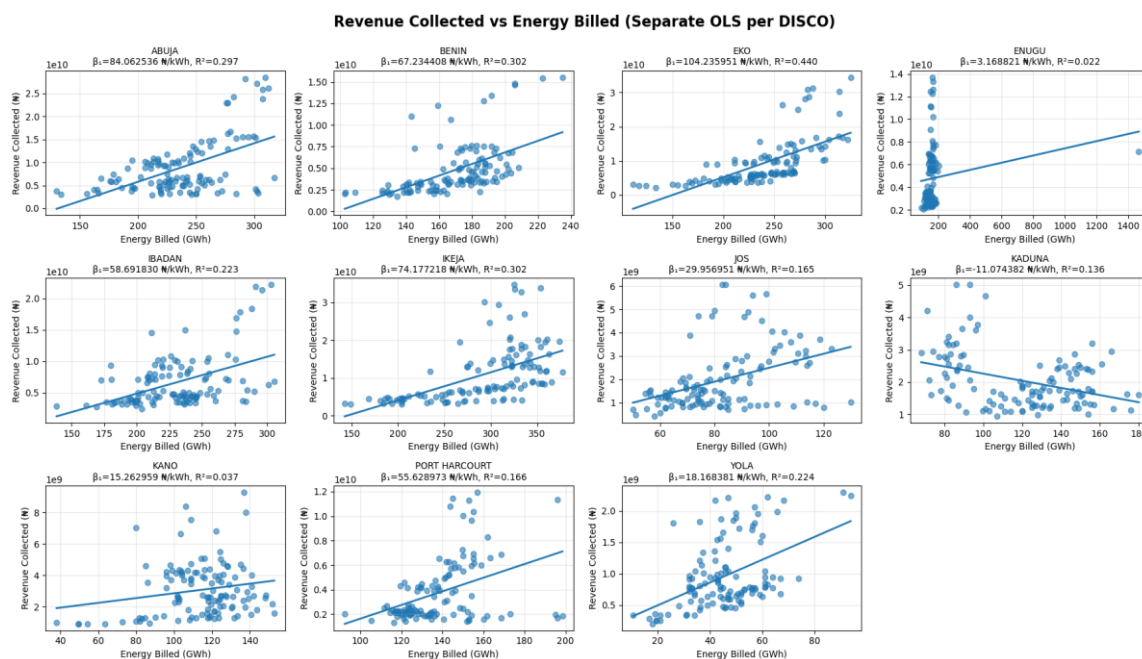 Revenue Collected vs Energy Billed (Separate OLS per DISCO)
ABUJA
β₁=84.062536 ₦/kWh, R²=0.297
1e10
Revenue Collected (₦)
2.5
2.0
1.5
1.0
0.5
0.0
150 200 250 300
Energy Billed (GWh)
BENIN
β₁=67.234408 ₦/kWh, R²=0.302
1e10
Revenue Collected (₦)
1.50
1.25
1.00
0.75
0.50
0.25
0.00
100 120 140 160 180 200 220 240
Energy Billed (GWh)
EKO
β₁=104.235951 ₦/kWh, R²=0.440
1e10
Revenue Collected (₦)
3
2
1
0
150 200 250 300
Energy Billed (GWh)
ENUGU
β₁=3.168821 ₦/kWh, R²=0.022
1e10
Revenue Collected (₦)
1.4
1.2
1.0
0.8
0.6
0.4
0.2
200 400 600 800 1000 1200 1400
Energy Billed (GWh)
IBADAN
β₁=58.691830 ₦/kWh, R²=0.223
1e10
Revenue Collected (₦)
2.0
1.5
1.0
0.5
150 175 200 225 250 275 300
Energy Billed (GWh)
IKEJA
β₁=74.177218 ₦/kWh, R²=0.302
1e10
Revenue Collected (₦)
3
2
1
0
150 200 250 300 350
Energy Billed (GWh)
JOS
β₁=29.956951 ₦/kWh, R²=0.165
1e9
Revenue Collected (₦)
6
5
4
3
2
1
60 80 100 120
Energy Billed (GWh)
KADUNA
β₁=-11.074382 ₦/kWh, R²=0.136
1e9
Revenue Collected (₦)
5
4
3
2
1
80 100 120 140 160 180
Energy Billed (GWh)
KANO
β₁=15.262959 ₦/kWh, R²=0.037
1e9
Revenue Collected (₦)
8
6
4
2
40 60 80 100 120 140
Energy Billed (GWh)
PORT HARCOURT
β₁=55.628973 ₦/kWh, R²=0.166
1e10
Revenue Collected (₦)
1.2
1.0
0.8
0.6
0.4
0.2
100 120 140 160 180 200
Energy Billed (GWh)
YOLA
β₁=18.168381 ₦/kWh, R²=0.224
1e9
Revenue Collected (₦)
2.0
1.5
1.0
0.5
20 40 60 80
Energy Billed (GWh)